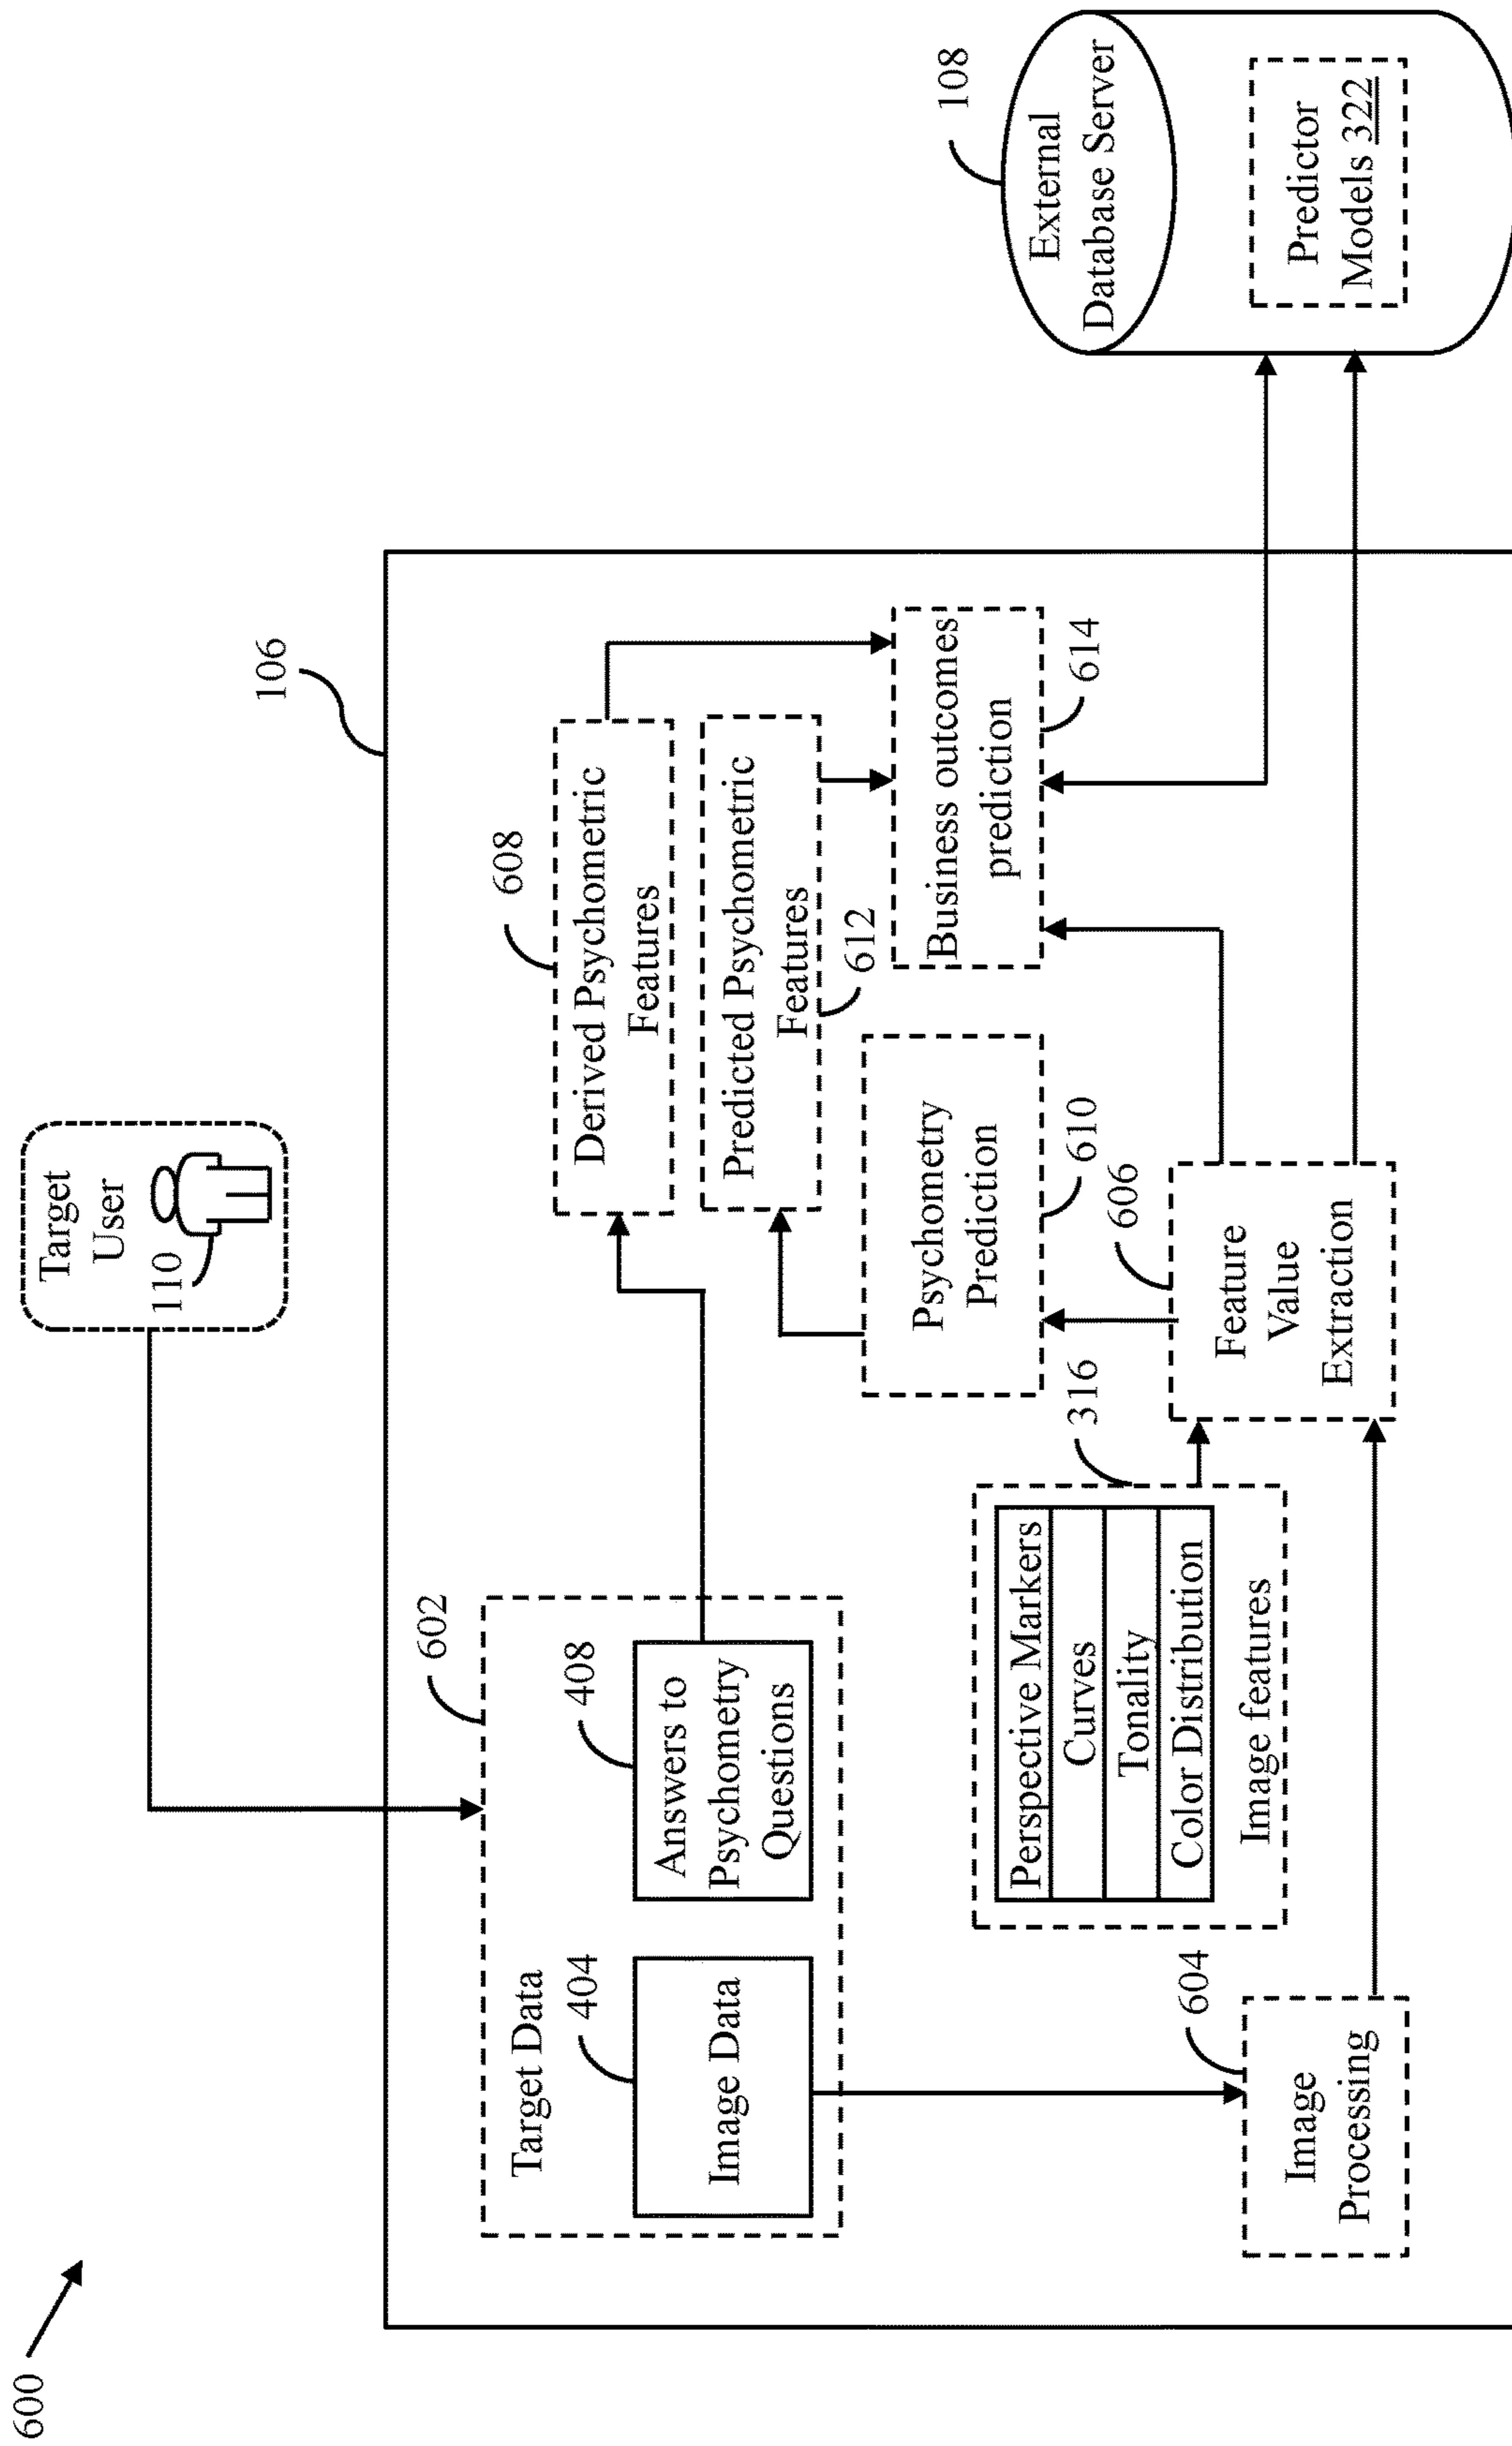 600
Target
User
110
106
602
Target Data
404
Image Data
408
Answers to
Psychometry
Questions
608
Derived Psychometric
Features
Predicted Psychometric
Features
612
Psychometry
Prediction
610
Business outcomes
prediction
614
316
Perspective Markers
Curves
Tonality
Color Distribution
Image features
604
Image
Processing
606
Feature
Value
Extraction
108
External
Database Server
Predictor
Models 322